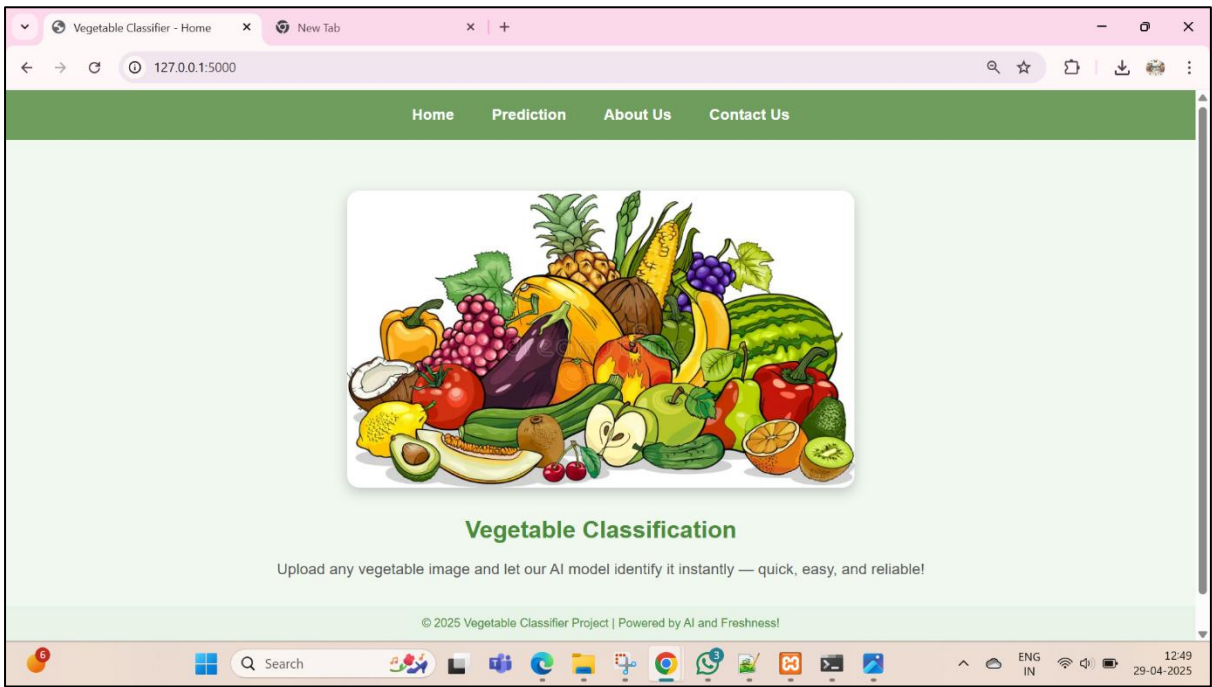 Vegetable Classifier - Home
New Tab
127.0.0.1:5000
Home Prediction About Us Contact Us
Vegetable Classification
Upload any vegetable image and let our AI model identify it instantly — quick, easy, and reliable!
© 2025 Vegetable Classifier Project | Powered by AI and Freshness!
6
Search
3
ENG
IN
12:49
29-04-2025